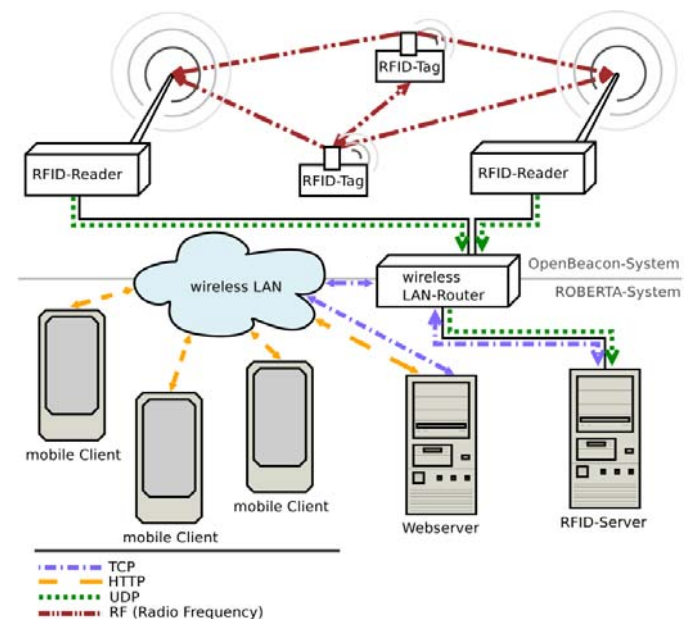 RFID-Tag
RFID-Reader
RFID-Tag
RFID-Reader
OpenBeacon-System
wireless LAN
wireless
LAN-Router
ROBERTA-System
mobile Client
mobile Client
mobile Client
Webserver
RFID-Server
TCP
HTTP
UDP
RF (Radio Frequency)